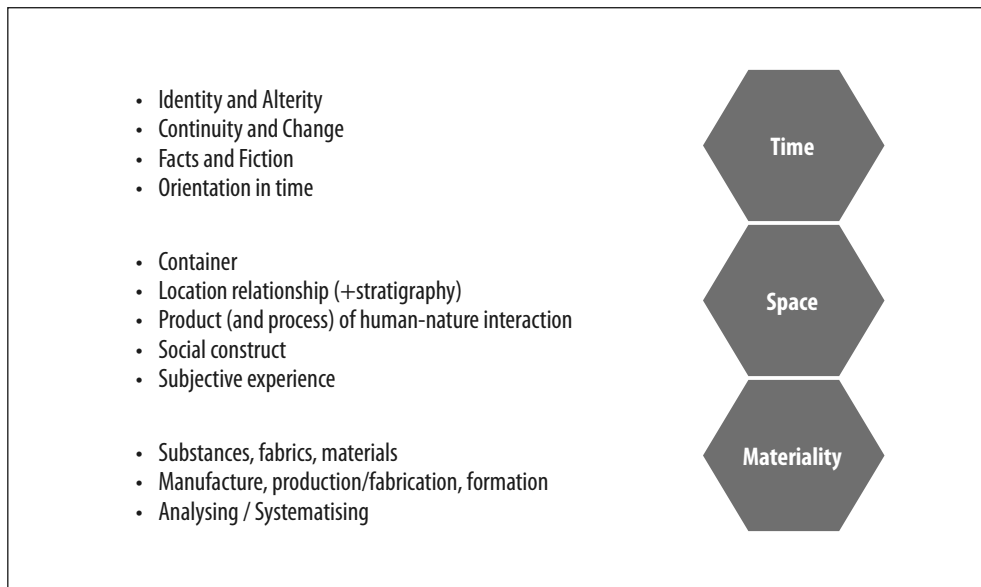 • Identity and Alterity
• Continuity and Change
• Facts and Fiction
• Orientation in time
Time
• Container
• Location relationship (+stratigraphy)
• Product (and process) of human-nature interaction
• Social construct
• Subjective experience
Space
• Substances, fabrics, materials
• Manufacture, production/fabrication, formation
• Analysing / Systematising
Materiality